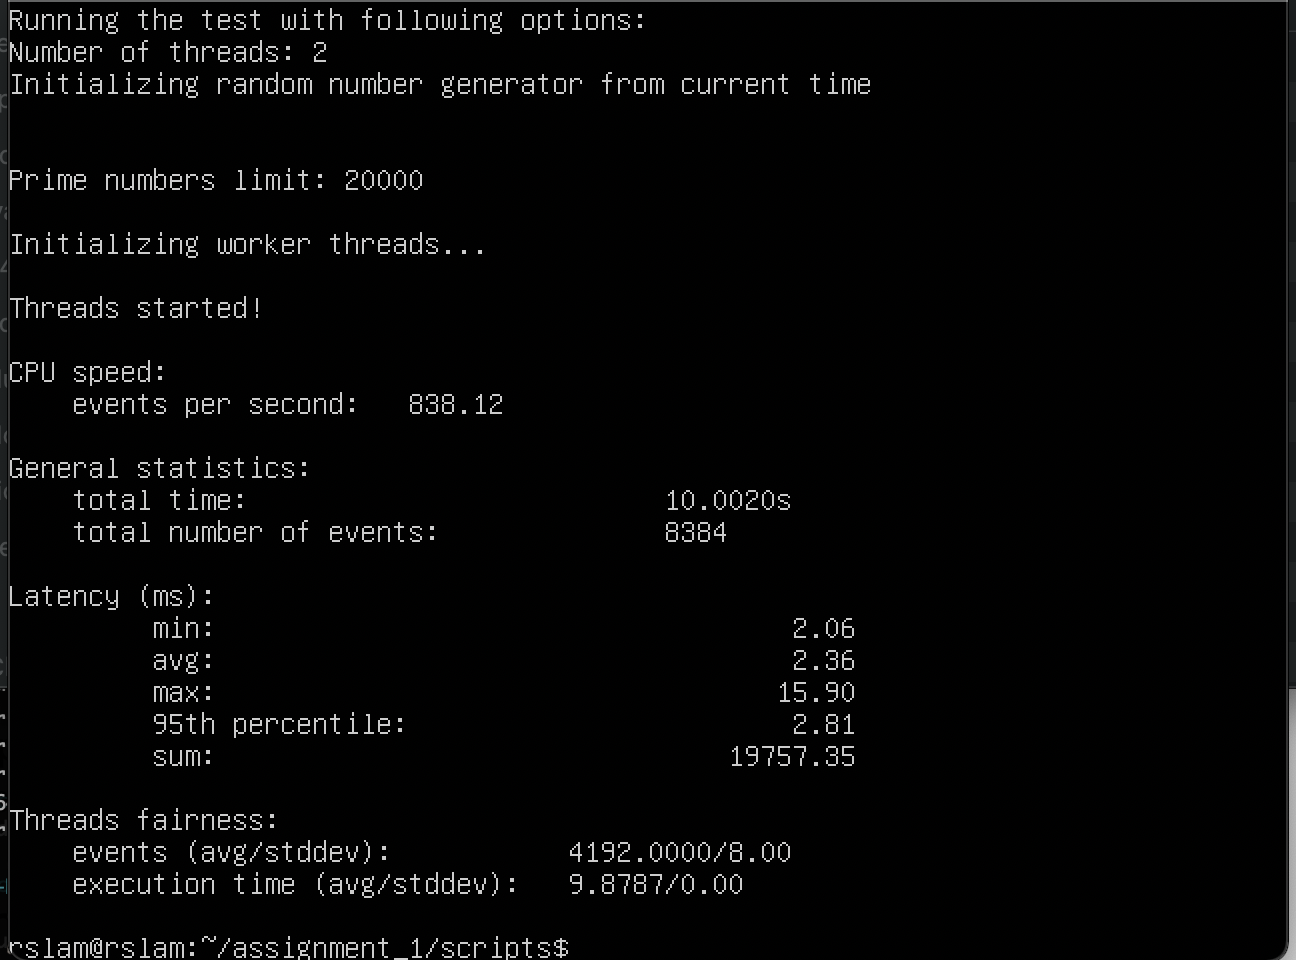 Running the test with following options:
Number of threads: 2
Initializing random number generator from current time
Prime numbers limit: 20000
Initializing worker threads...
Threads started!
CPU speed:
events per second: 838.12
General statistics:
total time: 10.0020s
total number of events: 8384
Latency (ms):
min: 2.06
avg: 2.36
max: 15.90
95th percentile: 2.81
sum: 19757.35
Threads fairness:
events (avg/stddev): 4192.0000/8.00
execution time (avg/stddev): 9.8787/0.00
rslam@rslam:~/assignment_1/scripts$